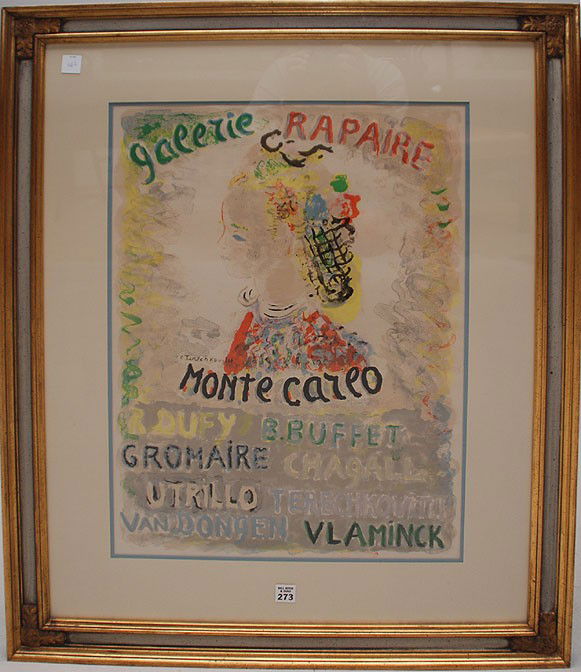 galerie RAPAIRE
MONTE CARLO
R. DUFY B. BUFFET
GROMAIRE CHAGALL
UTRILLO TERECHKOVITCH
VAN DONGEN VLAMINCK
273